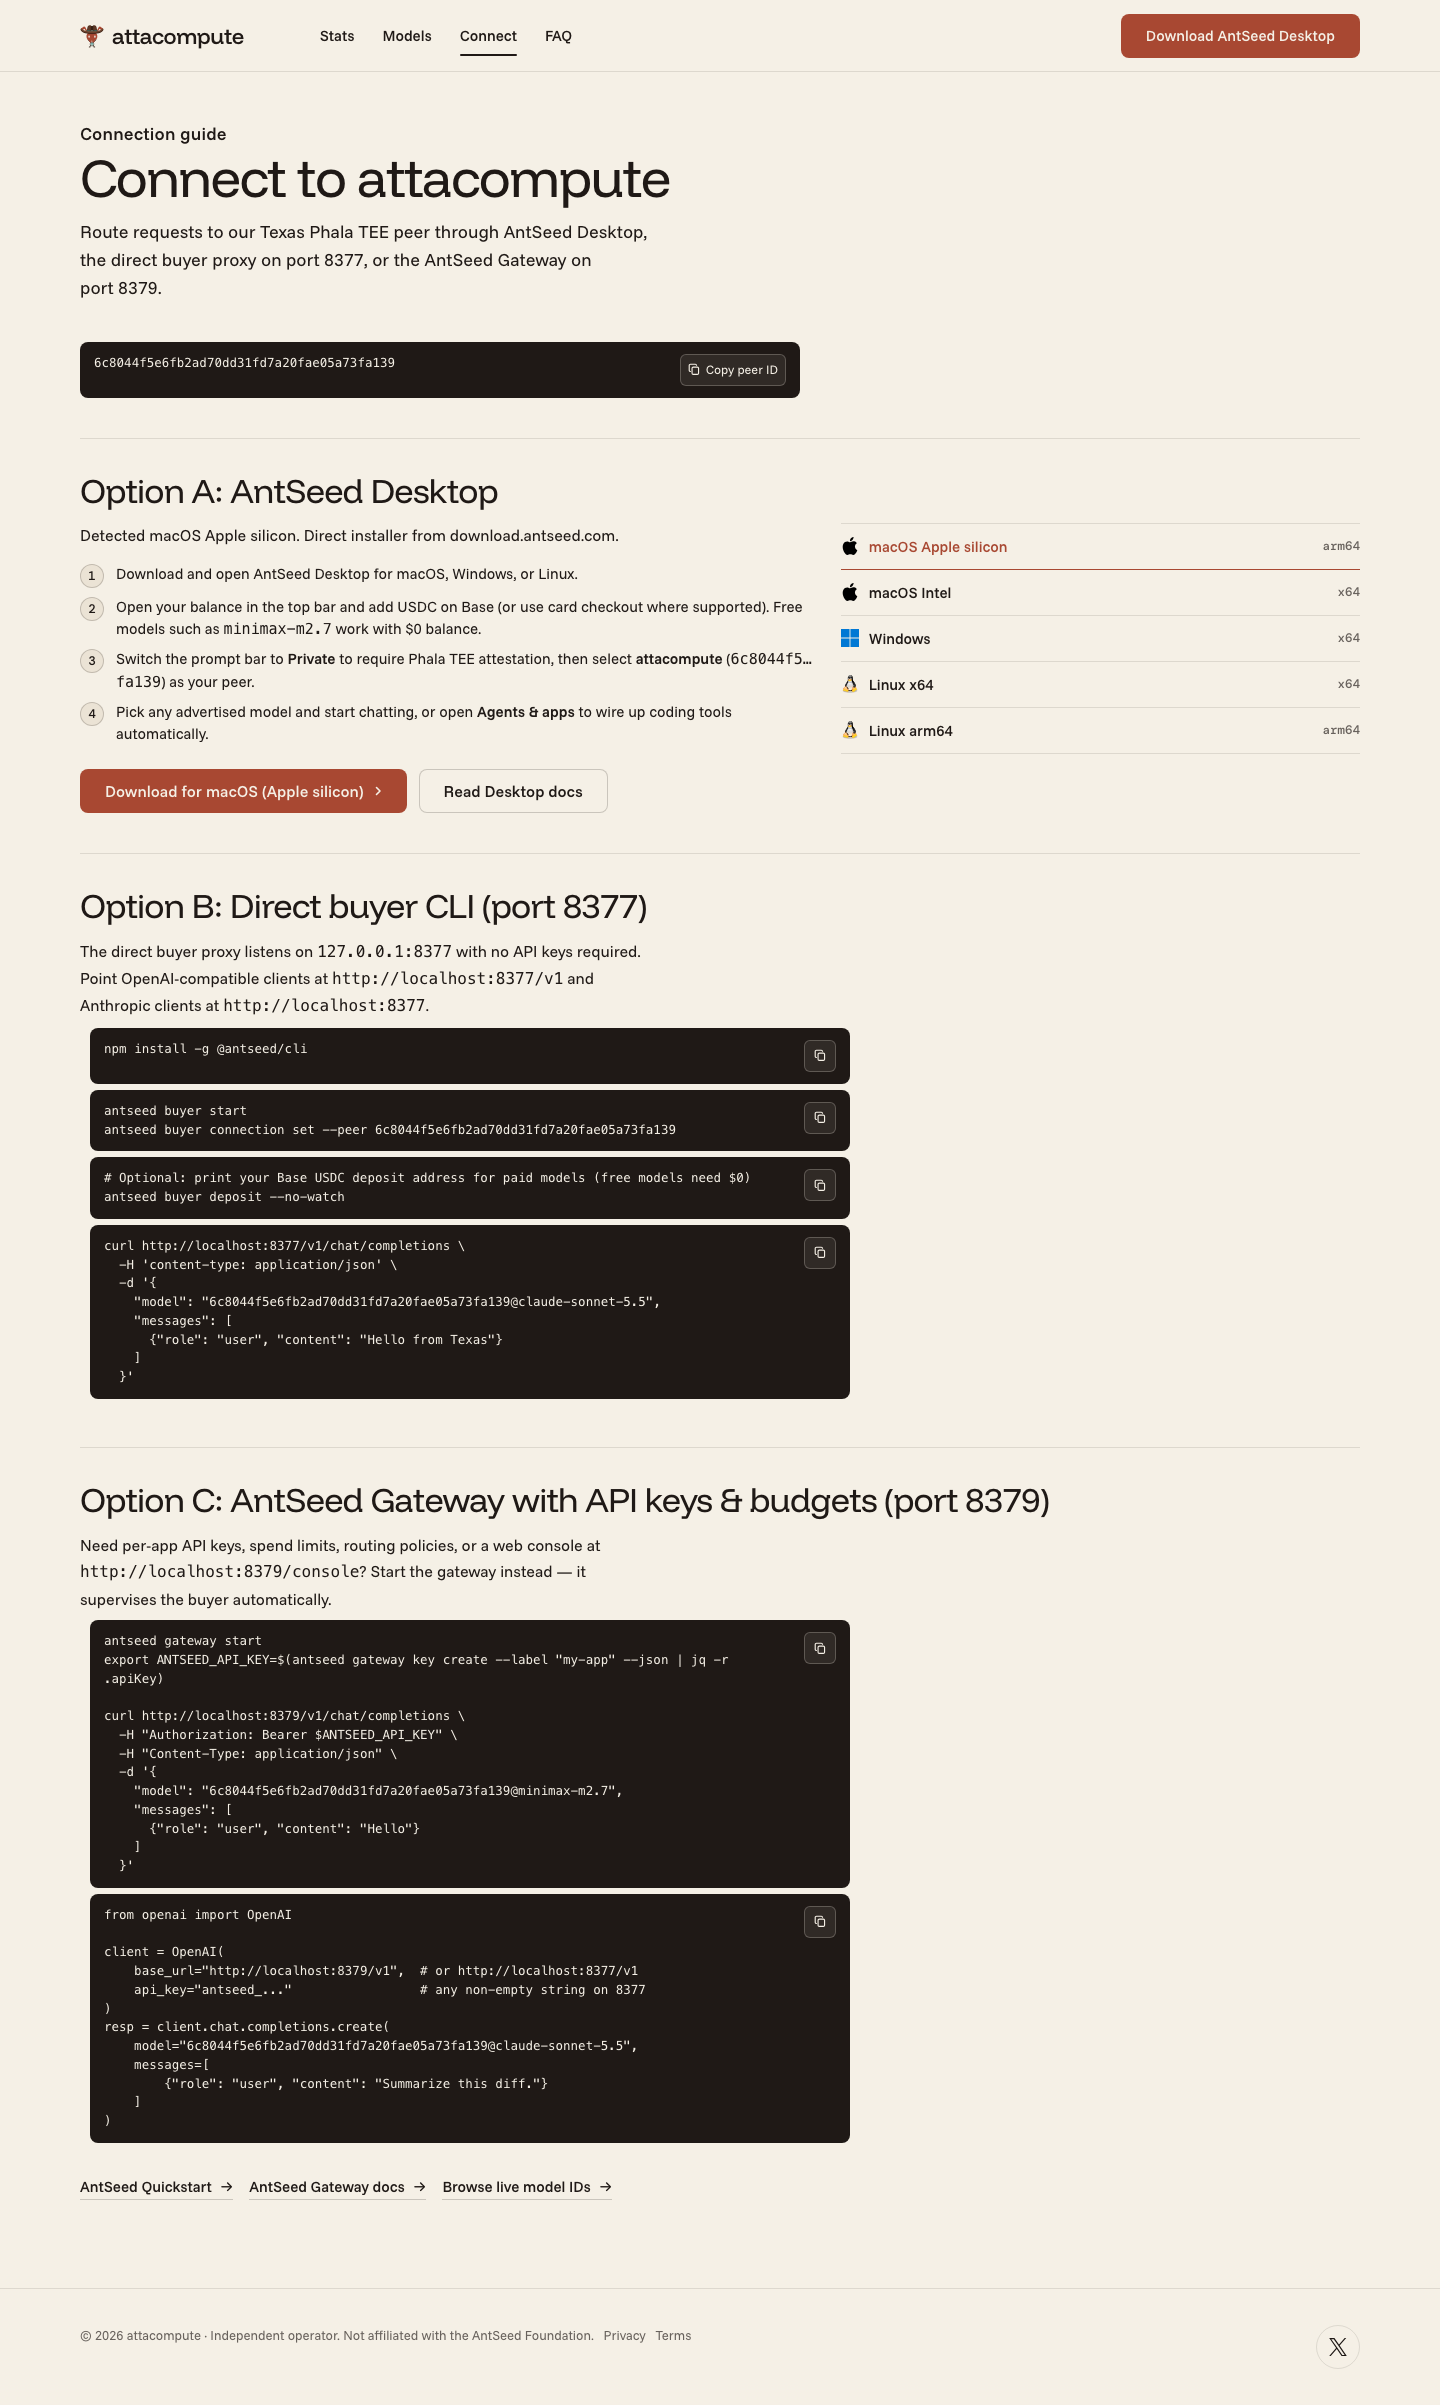 attacompute
Stats
Models
Connect
FAQ
Download AntSeed Desktop
Connection guide
Connect to attacompute
Route requests to our Texas Phala TEE peer through AntSeed Desktop,
the direct buyer proxy on port 8377, or the AntSeed Gateway on
port 8379.
6c8044f5e6fb2ad70dd31fd7a20fae05a73fa139
Copy peer ID
Option A: AntSeed Desktop
Detected macOS Apple silicon. Direct installer from download.antseed.com.
1 Download and open AntSeed Desktop for macOS, Windows, or Linux.
2 Open your balance in the top bar and add USDC on Base (or use card checkout where supported). Free
models such as minimax-m2.7 work with $0 balance.
3 Switch the prompt bar to Private to require Phala TEE attestation, then select attacompute (6c8044f5…
fa139) as your peer.
4 Pick any advertised model and start chatting, or open Agents & apps to wire up coding tools
automatically.
Download for macOS (Apple silicon)
Read Desktop docs
macOS Apple silicon arm64
macOS Intel x64
Windows x64
Linux x64 x64
Linux arm64 arm64
Option B: Direct buyer CLI (port 8377)
The direct buyer proxy listens on 127.0.0.1:8377 with no API keys required.
Point OpenAI-compatible clients at http://localhost:8377/v1 and
Anthropic clients at http://localhost:8377.
npm install -g @antseed/cli
antseed buyer start
antseed buyer connection set --peer 6c8044f5e6fb2ad70dd31fd7a20fae05a73fa139
# Optional: print your Base USDC deposit address for paid models (free models need $0)
antseed buyer deposit --no-watch
curl http://localhost:8377/v1/chat/completions \
  -H 'content-type: application/json' \
  -d '{
    "model": "6c8044f5e6fb2ad70dd31fd7a20fae05a73fa139@claude-sonnet-5.5",
    "messages": [
      {"role": "user", "content": "Hello from Texas"}
    ]
  }'
Option C: AntSeed Gateway with API keys & budgets (port 8379)
Need per-app API keys, spend limits, routing policies, or a web console at
http://localhost:8379/console? Start the gateway instead — it
supervises the buyer automatically.
antseed gateway start
export ANTSEED_API_KEY=$(antseed gateway key create --label "my-app" --json | jq -r
.apiKey)
curl http://localhost:8379/v1/chat/completions \
  -H "Authorization: Bearer $ANTSEED_API_KEY" \
  -H "Content-Type: application/json" \
  -d '{
    "model": "6c8044f5e6fb2ad70dd31fd7a20fae05a73fa139@minimax-m2.7",
    "messages": [
      {"role": "user", "content": "Hello"}
    ]
  }'
from openai import OpenAI
client = OpenAI(
    base_url="http://localhost:8379/v1",  # or http://localhost:8377/v1
    api_key="antseed_..."                 # any non-empty string on 8377
)
resp = client.chat.completions.create(
    model="6c8044f5e6fb2ad70dd31fd7a20fae05a73fa139@claude-sonnet-5.5",
    messages=[
        {"role": "user", "content": "Summarize this diff."}
    ]
)
AntSeed Quickstart →
AntSeed Gateway docs →
Browse live model IDs →
© 2026 attacompute · Independent operator. Not affiliated with the AntSeed Foundation. Privacy Terms